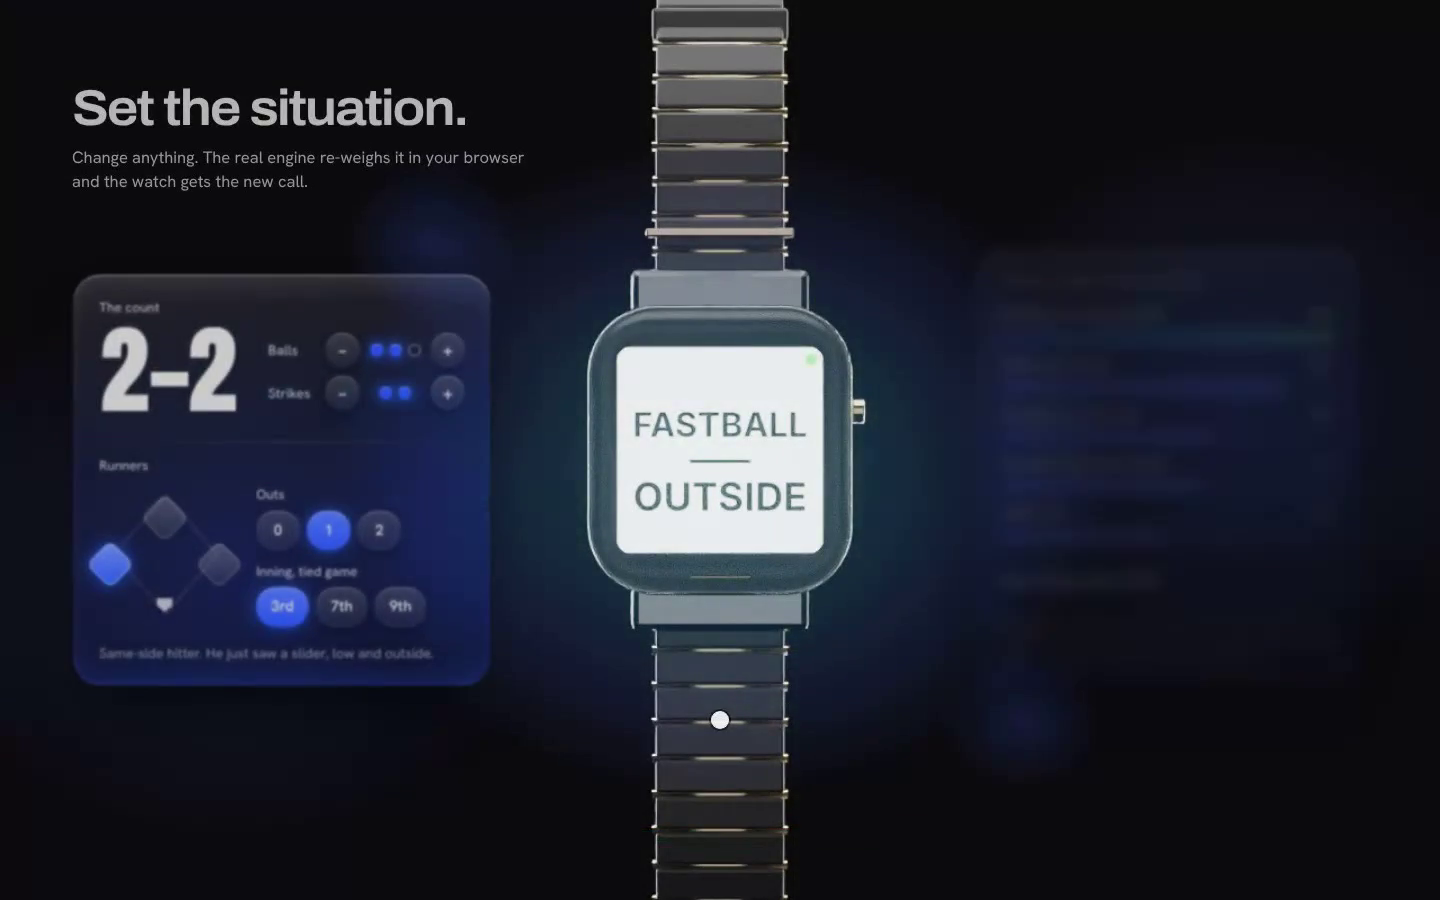 Set the situation.
Change anything. The real engine re-weighs it in your browser
and the watch gets the new call.
The count
2–2
Balls
-
+
Strikes
-
+
Runners
Outs
0
1
2
Inning, tied game
3rd
7th
9th
Same-side hitter. He just saw a slider, low and outside.
FASTBALL
OUTSIDE